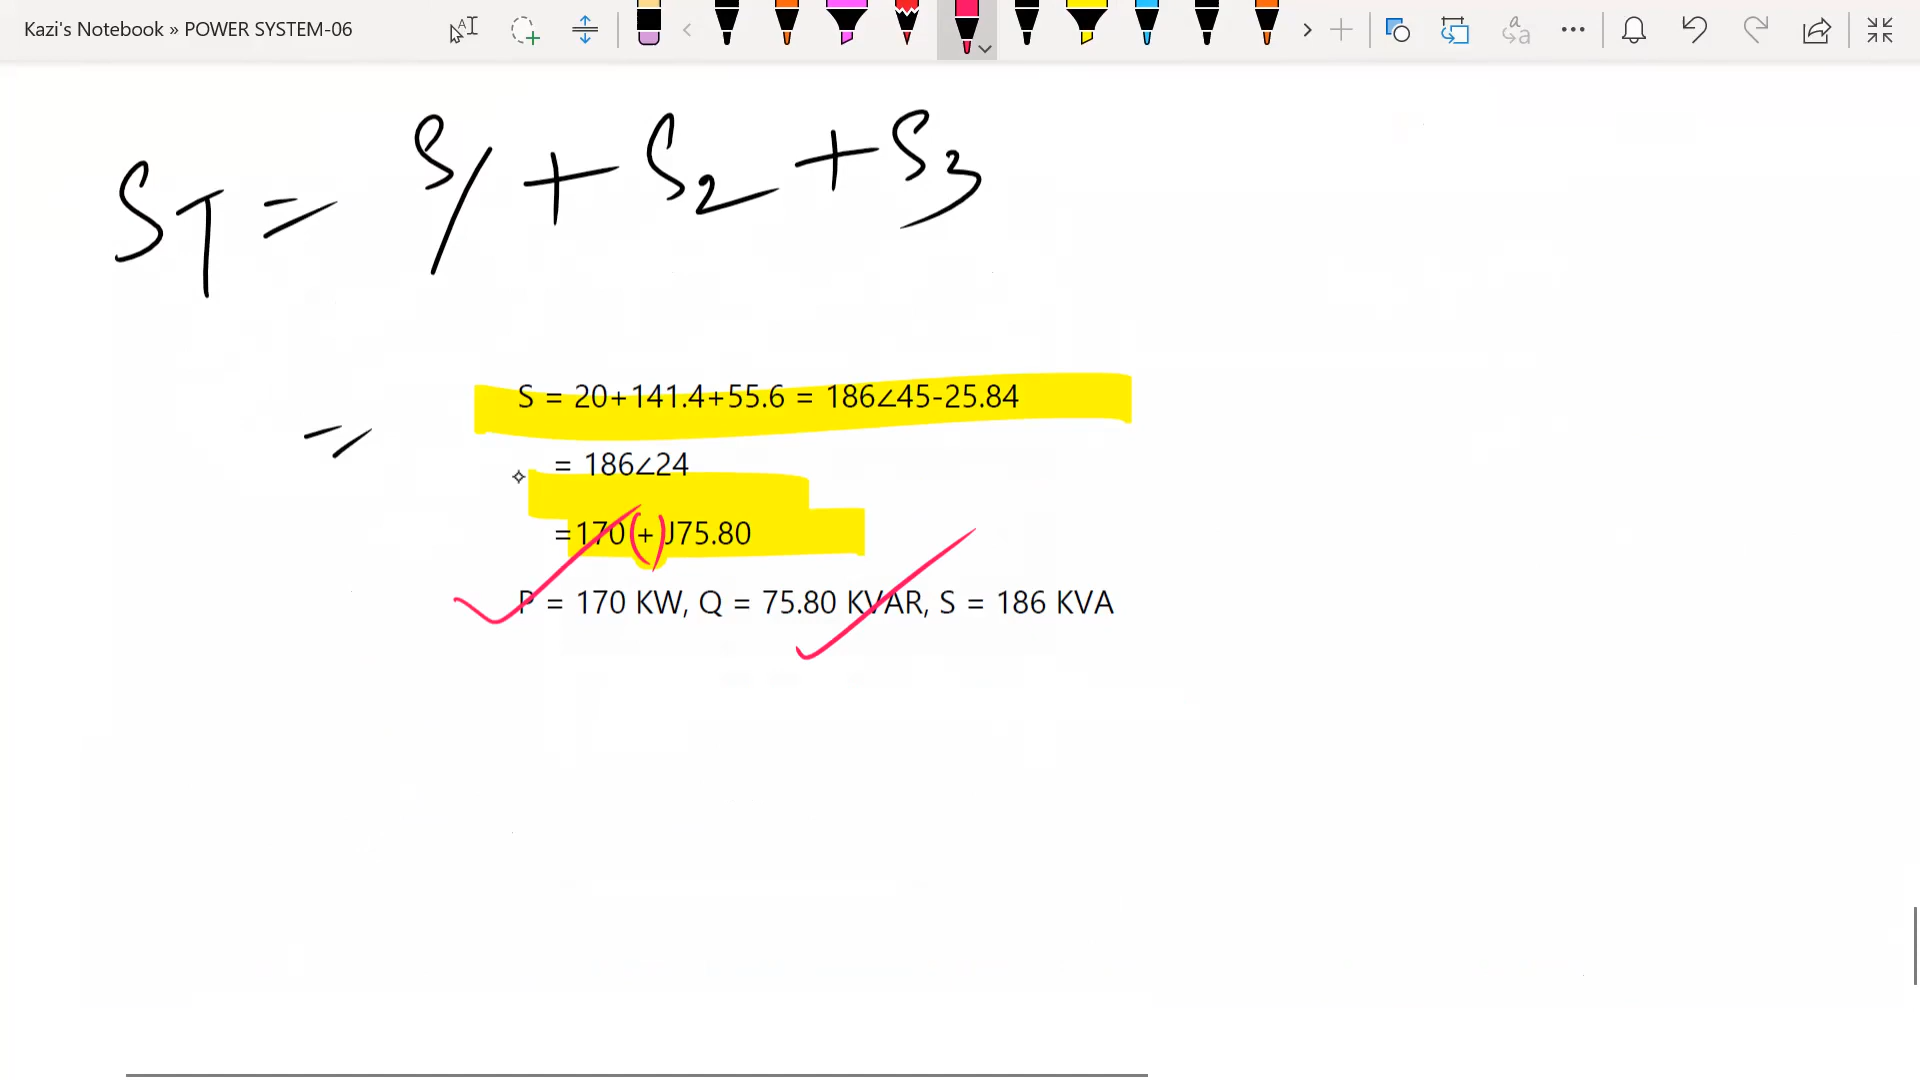 Kazi's Notebook » POWER SYSTEM-06
ST = S1 + S2 + S3
S = 20+141.4+55.6 = 186∠45-25.84
=
= 186∠24
=170(+)J75.80
P = 170 KW, Q = 75.80 KVAR, S = 186 KVA